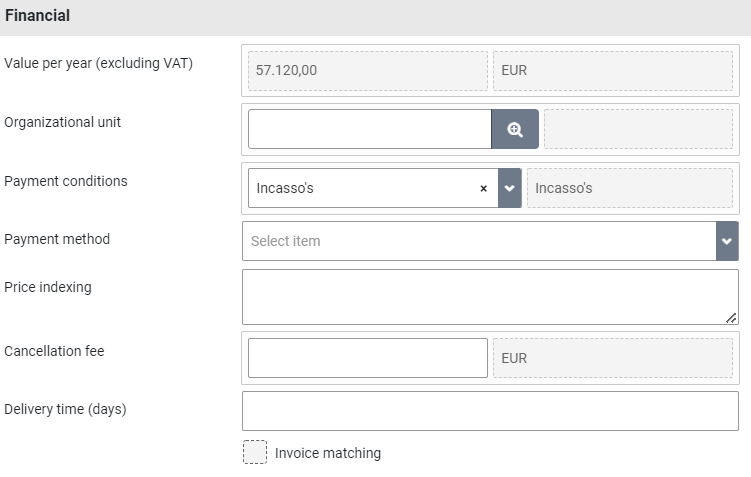 Financial
Value per year (excluding VAT) 57.120,00 EUR
Organizational unit
Payment conditions Incasso's × Incasso's
Payment method Select item
Price indexing
Cancellation fee EUR
Delivery time (days)
Invoice matching